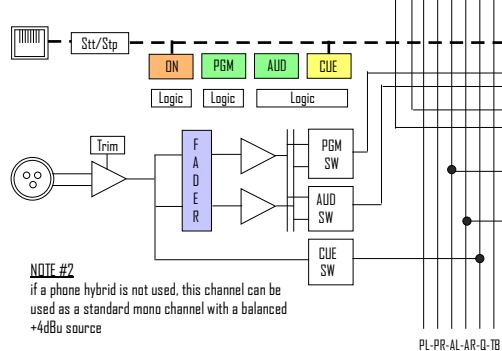 Stt/Stp
ON PGM AUD CUE
Logic Logic Logic
Trim
FADER
PGM
SW
AUD
SW
CUE
SW
NOTE #2
if a phone hybrid is not used, this channel can be
used as a standard mono channel with a balanced
+4dBu source
PL-PR-AL-AR-Q-TB